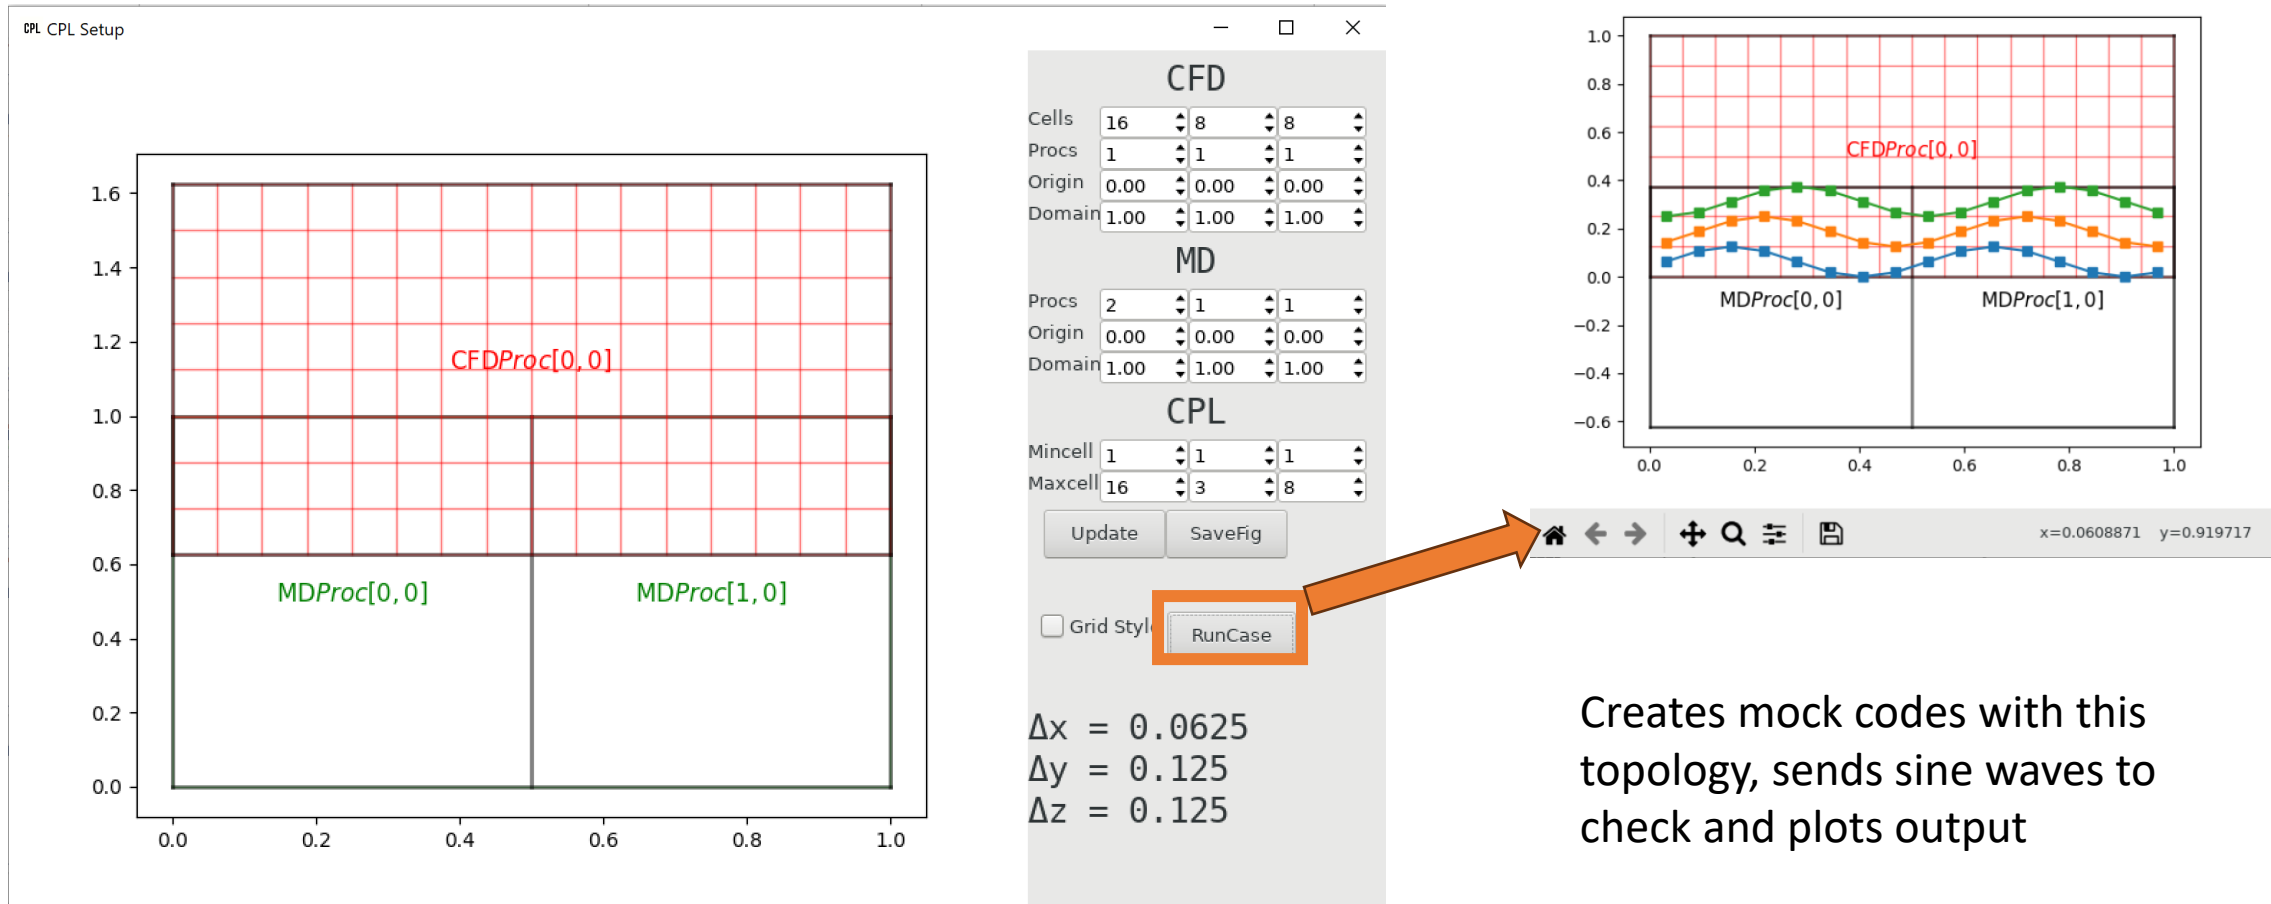 CPL CPL Setup
1.6
1.4
1.2
1.0
0.8
0.6
0.4
0.2
0.0
0.0 0.2 0.4 0.6 0.8 1.0
CFDProc[0, 0]
MDProc[0, 0] MDProc[1, 0]
CFD
Cells 16 8 8
Procs 1 1 1
Origin 0.00 0.00 0.00
Domain 1.00 1.00 1.00
MD
Procs 2 1 1
Origin 0.00 0.00 0.00
Domain 1.00 1.00 1.00
CPL
Mincell 1 1 1
Maxcell 16 3 8
Update SaveFig
Grid Styl RunCase
Δx = 0.0625
Δy = 0.125
Δz = 0.125
1.0
0.8
0.6
0.4
0.2
0.0
−0.2
−0.4
−0.6
0.0 0.2 0.4 0.6 0.8 1.0
CFDProc[0, 0]
MDProc[0, 0] MDProc[1, 0]
x=0.0608871 y=0.919717
Creates mock codes with this
topology, sends sine waves to
check and plots output